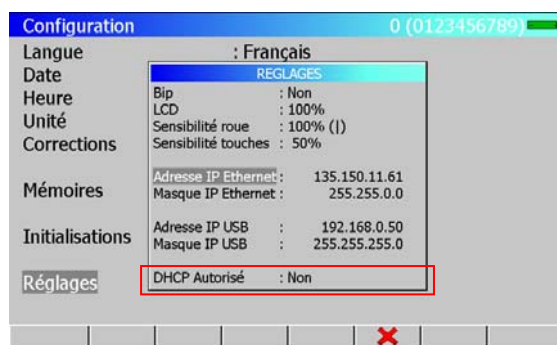 Configuration 0 (0123456789)
Langue : Français
Date
Heure
Unité
Corrections
Mémoires
Initialisations
Réglages
REGLAGES
Bip : Non
LCD : 100%
Sensibilité roue : 100% (|)
Sensibilité touches : 50%
Adresse IP Ethernet : 135.150.11.61
Masque IP Ethernet : 255.255.0.0
Adresse IP USB : 192.168.0.50
Masque IP USB : 255.255.255.0
DHCP Autorisé : Non